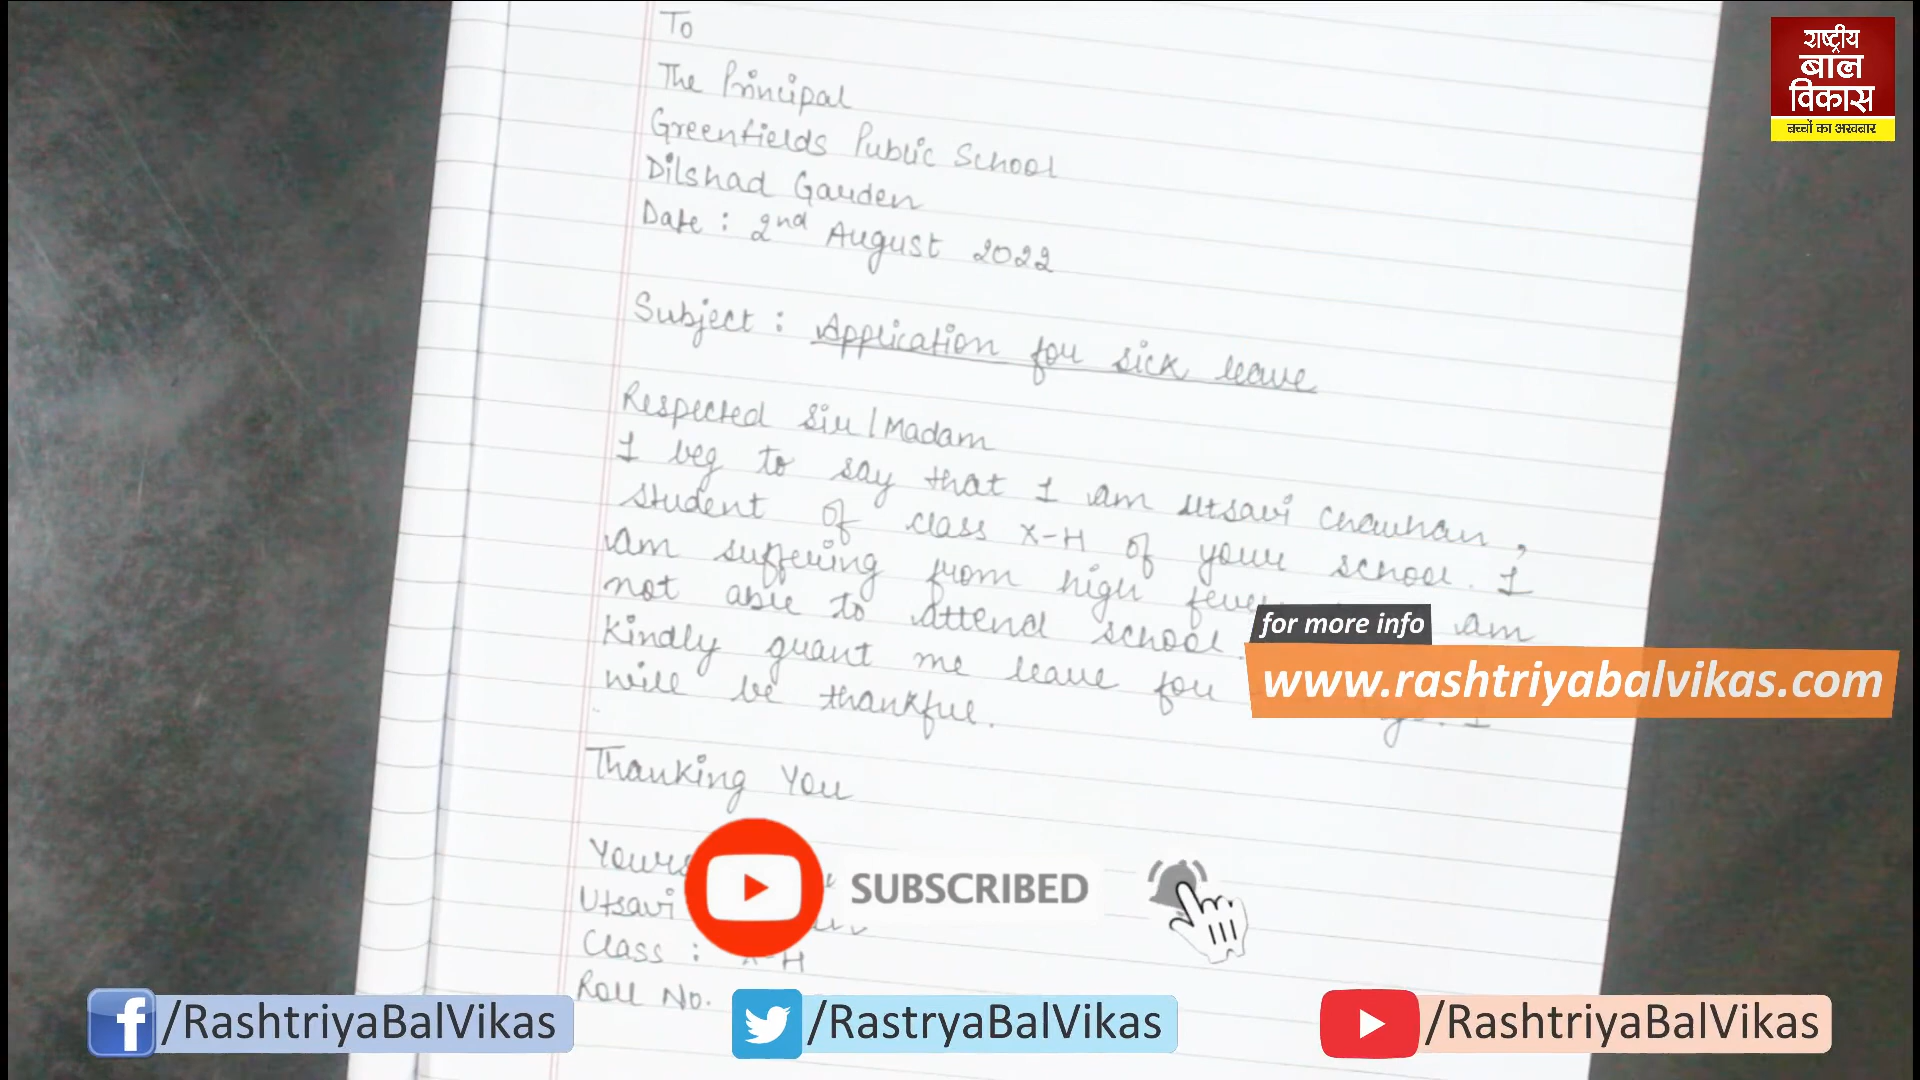 To
The Principal
Greenfields Public School
Dilshad Garden
Date : 2nd August 2022
Subject : Application for sick leave
Respected Sir/Madam
I beg to say that I am Utsavi Chauhan,
student of class X-H of your school. I
am suffering from high fever am
not able to attend school.
Kindly grant me leave for I
will be thankful.
Thanking You
Yours
Utsavi
Class : X-H
Roll No.
राष्ट्रीय
बाल
विकास
बच्चों का अखबार
for more info
www.rashtriyabalvikas.com
SUBSCRIBED
/RashtriyaBalVikas
/RastryaBalVikas
/RashtriyaBalVikas